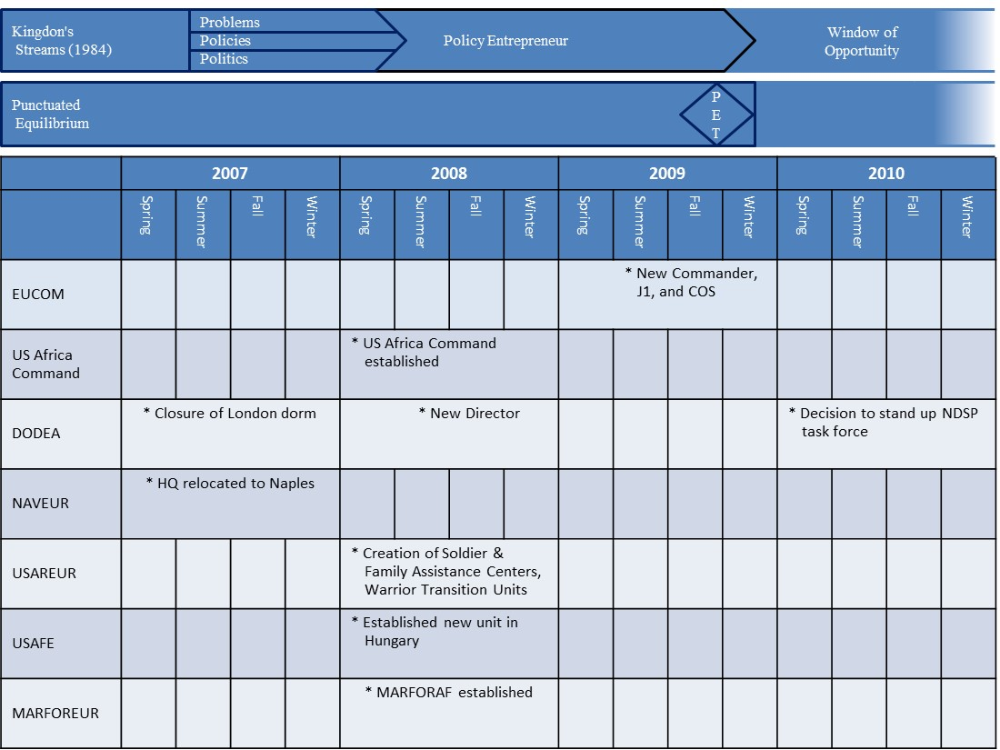 Kingdon's
Streams (1984)
Problems
Policies
Politics
Policy Entrepreneur
Window of
Opportunity
Punctuated
Equilibrium
P
E
T
2007
2008
2009
2010
Spring
Summer
Fall
Winter
Spring
Summer
Fall
Winter
Spring
Summer
Fall
Winter
Spring
Summer
Fall
Winter
EUCOM
* New Commander,
J1, and COS
US Africa
Command
* US Africa Command
established
DODEA
* Closure of London dorm
* New Director
* Decision to stand up NDSP
task force
NAVEUR
* HQ relocated to Naples
USAREUR
* Creation of Soldier &
Family Assistance Centers,
Warrior Transition Units
USAFE
* Established new unit in
Hungary
MARFOREUR
* MARFORAF established